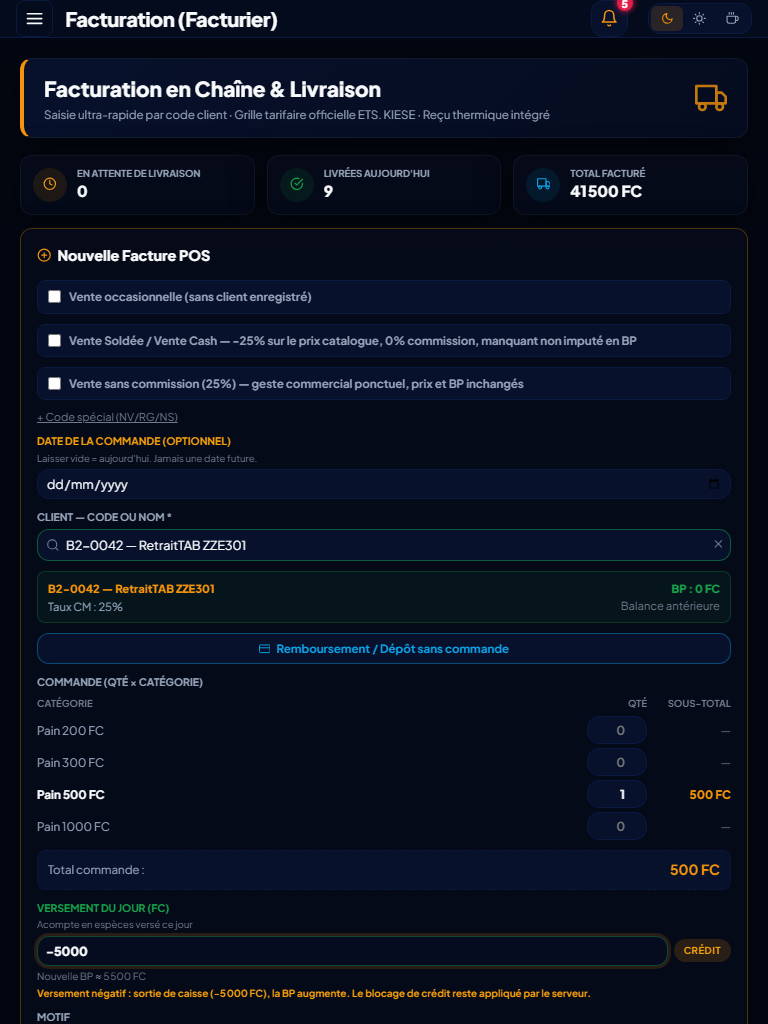 Facturation (Facturier)
5
Facturation en Chaîne & Livraison
Saisie ultra-rapide par code client · Grille tarifaire officielle ETS. KIESE · Reçu thermique intégré
EN ATTENTE DE LIVRAISON
0
LIVRÉES AUJOURD'HUI
9
TOTAL FACTURÉ
41 500 FC
Nouvelle Facture POS
Vente occasionnelle (sans client enregistré)
Vente Soldée / Vente Cash — -25% sur le prix catalogue, 0% commission, manquant non imputé en BP
Vente sans commission (25%) — geste commercial ponctuel, prix et BP inchangés
+ Code spécial (NV/RG/NS)
DATE DE LA COMMANDE (OPTIONNEL)
Laisser vide = aujourd'hui. Jamais une date future.
dd/mm/yyyy
CLIENT — CODE OU NOM *
B2-0042 — RetraitTAB ZZE301
B2-0042 — RetraitTAB ZZE301 BP : 0 FC
Taux CM : 25% Balance antérieure
Remboursement / Dépôt sans commande
COMMANDE (QTÉ × CATÉGORIE)
CATÉGORIE QTÉ SOUS-TOTAL
Pain 200 FC 0 —
Pain 300 FC 0 —
Pain 500 FC 1 500 FC
Pain 1000 FC 0 —
Total commande : 500 FC
VERSEMENT DU JOUR (FC)
Acompte en espèces versé ce jour
-5000 CRÉDIT
Nouvelle BP ≈ 5 500 FC
Versement négatif : sortie de caisse (-5 000 FC), la BP augmente. Le blocage de crédit reste appliqué par le serveur.
MOTIF